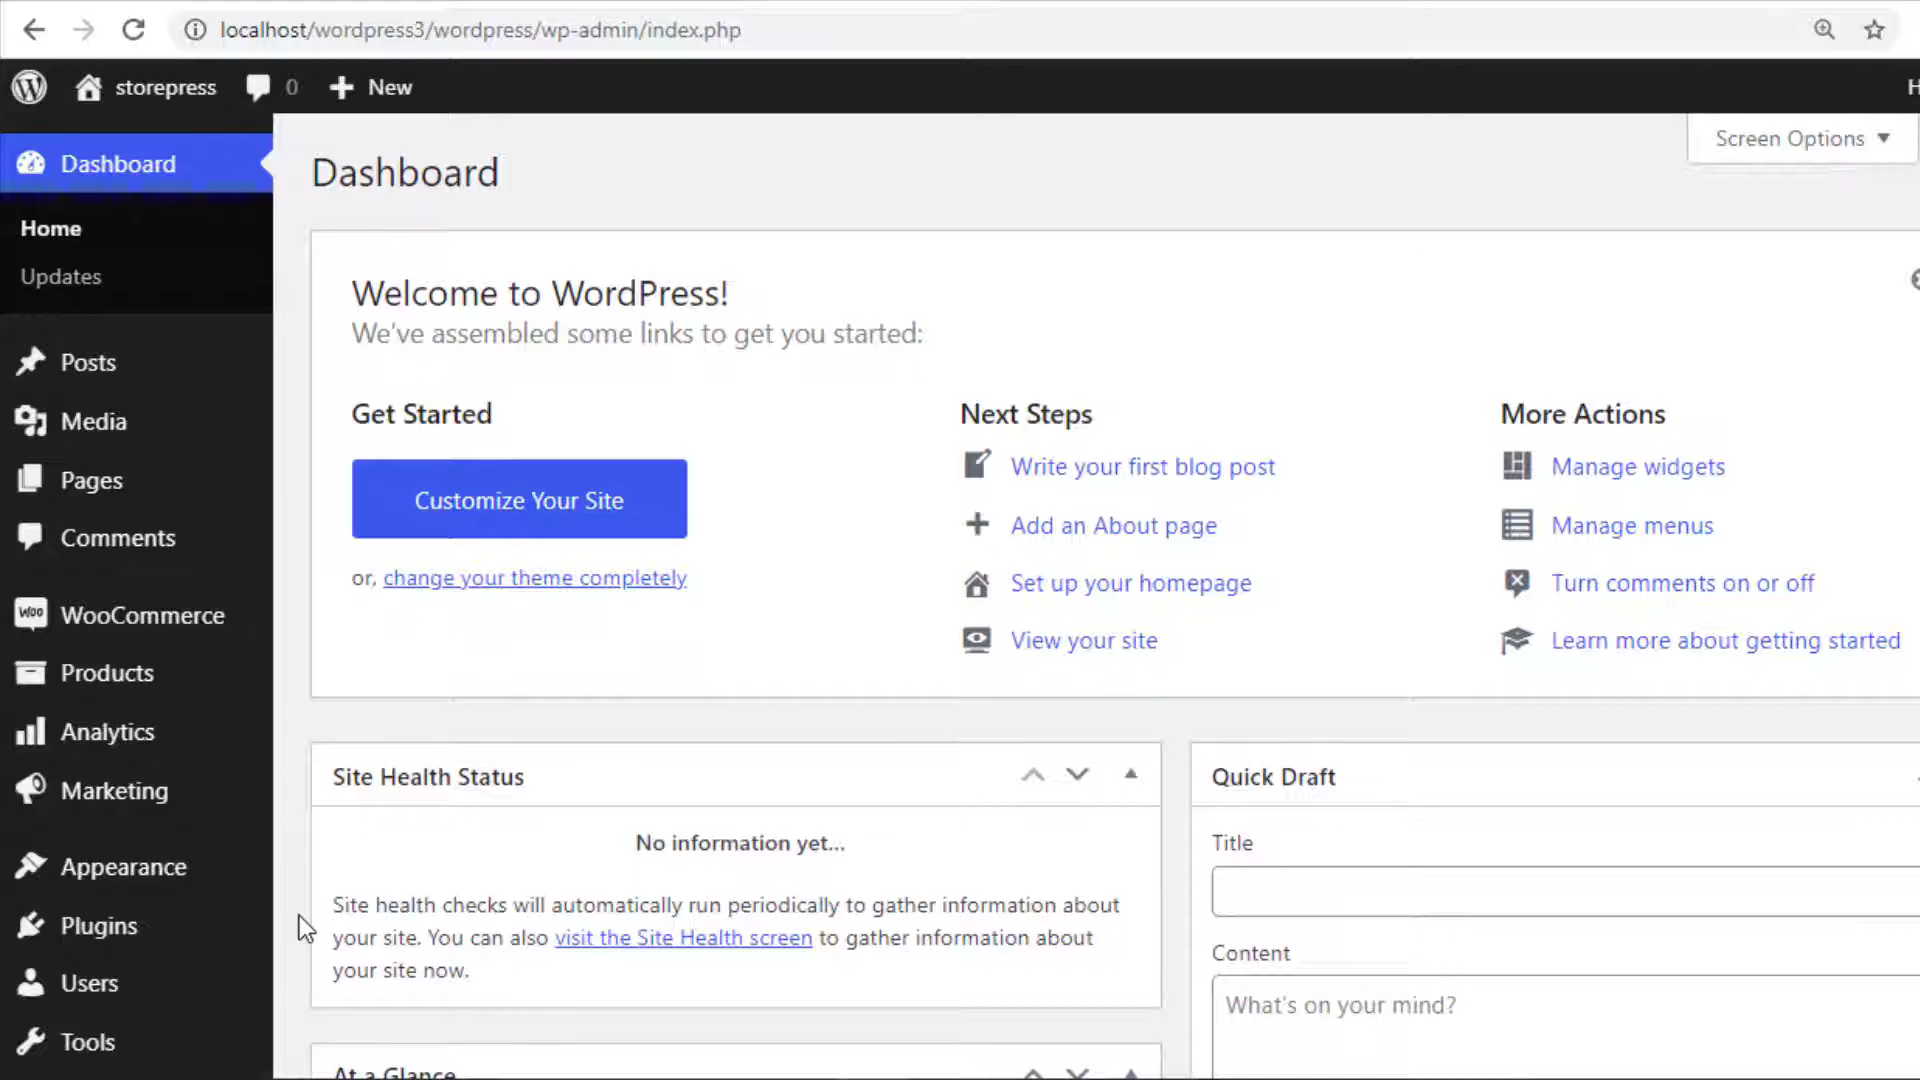 localhost/wordpress3/wordpress/wp-admin/index.php
storepress 0 New H
Dashboard
Home
Updates
Posts
Media
Pages
Comments
WOO WooCommerce
Products
Analytics
Marketing
Appearance
Plugins
Users
Tools
Screen Options
Dashboard
Welcome to WordPress!
We've assembled some links to get you started:
Get Started
Customize Your Site
or, change your theme completely
Next Steps
Write your first blog post
Add an About page
Set up your homepage
View your site
More Actions
Manage widgets
Manage menus
Turn comments on or off
Learn more about getting started
Site Health Status
No information yet...
Site health checks will automatically run periodically to gather information about
your site. You can also visit the Site Health screen to gather information about
your site now.
At a Glance
Quick Draft
Title
Content
What's on your mind?